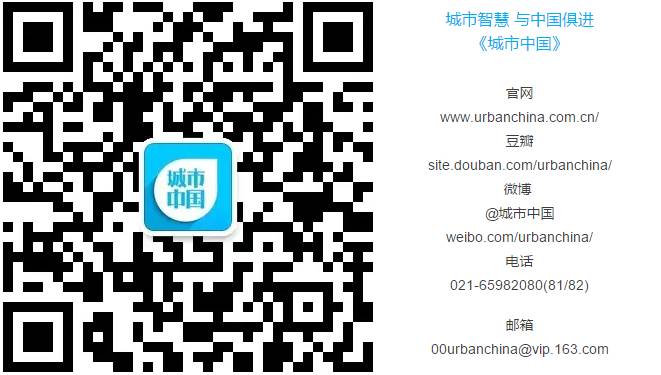 城市
中国
城市智慧 与中国俱进
《城市中国》
官网
www.urbanchina.com.cn/
豆瓣
site.douban.com/urbanchina/
微博
@城市中国
weibo.com/urbanchina/
电话
021-65982080(81/82)
邮箱
00urbanchina@vip.163.com